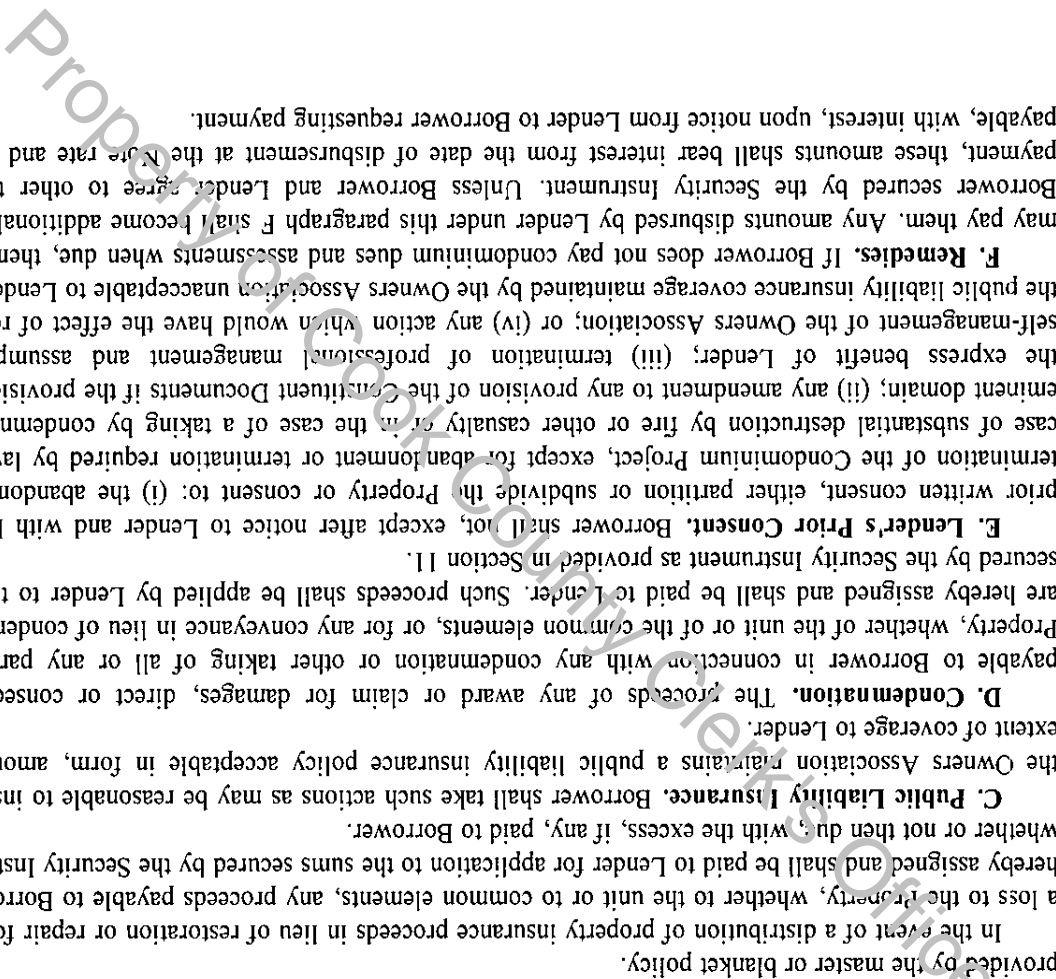 provided by the master or blanket policy.
In the event of a distribution of property insurance proceeds in lieu of restoration or repair fo
a loss to the Property, whether to the unit or to common elements, any proceeds payable to Borro
hereby assigned and shall be paid to Lender for application to the sums secured by the Security Inst
whether or not then due, with the excess, if any, paid to Borrower.
C. Public Liability Insurance. Borrower shall take such actions as may be reasonable to ins
the Owners Association maintains a public liability insurance policy acceptable in form, amou
extent of coverage to Lender.
D. Condemnation. The proceeds of any award or claim for damages, direct or conseq
payable to Borrower in connection with any condemnation or other taking of all or any par
Property, whether of the unit or of the common elements, or for any conveyance in lieu of conden
are hereby assigned and shall be paid to Lender. Such proceeds shall be applied by Lender to t
secured by the Security Instrument as provided in Section 11.
E. Lender's Prior Consent. Borrower shall not, except after notice to Lender and with L
prior written consent, either partition or subdivide the Property or consent to: (i) the abandon
termination of the Condominium Project, except for abandonment or termination required by la
case of substantial destruction by fire or other casualty or in the case of a taking by condemn
eminent domain; (ii) any amendment to any provision of the Constituent Documents if the provisi
the express benefit of Lender; (iii) termination of professional management and assump
self-management of the Owners Association; or (iv) any action which would have the effect of r
the public liability insurance coverage maintained by the Owners Association unacceptable to Lende
F. Remedies. If Borrower does not pay condominium dues and assessments when due, then
may pay them. Any amounts disbursed by Lender under this paragraph F shall become additional
Borrower secured by the Security Instrument. Unless Borrower and Lender agree to other t
payment, these amounts shall bear interest from the date of disbursement at the Note rate and
payable, with interest, upon notice from Lender to Borrower requesting payment.
Property of Cook County Clerk's Offic